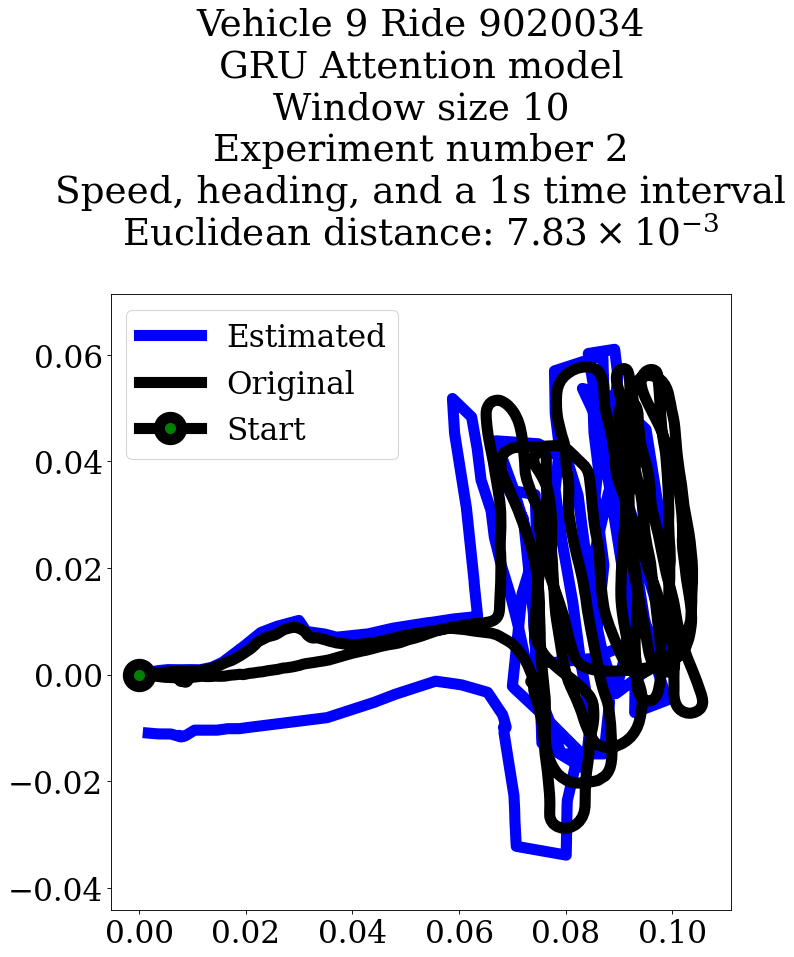 Vehicle 9 Ride 9020034
GRU Attention model
Window size 10
Experiment number 2
Speed, heading, and a 1s time interval
Euclidean distance: 7.83 × 10⁻³
Estimated
Original
Start
0.06
0.04
0.02
0.00
−0.02
−0.04
0.00 0.02 0.04 0.06 0.08 0.10